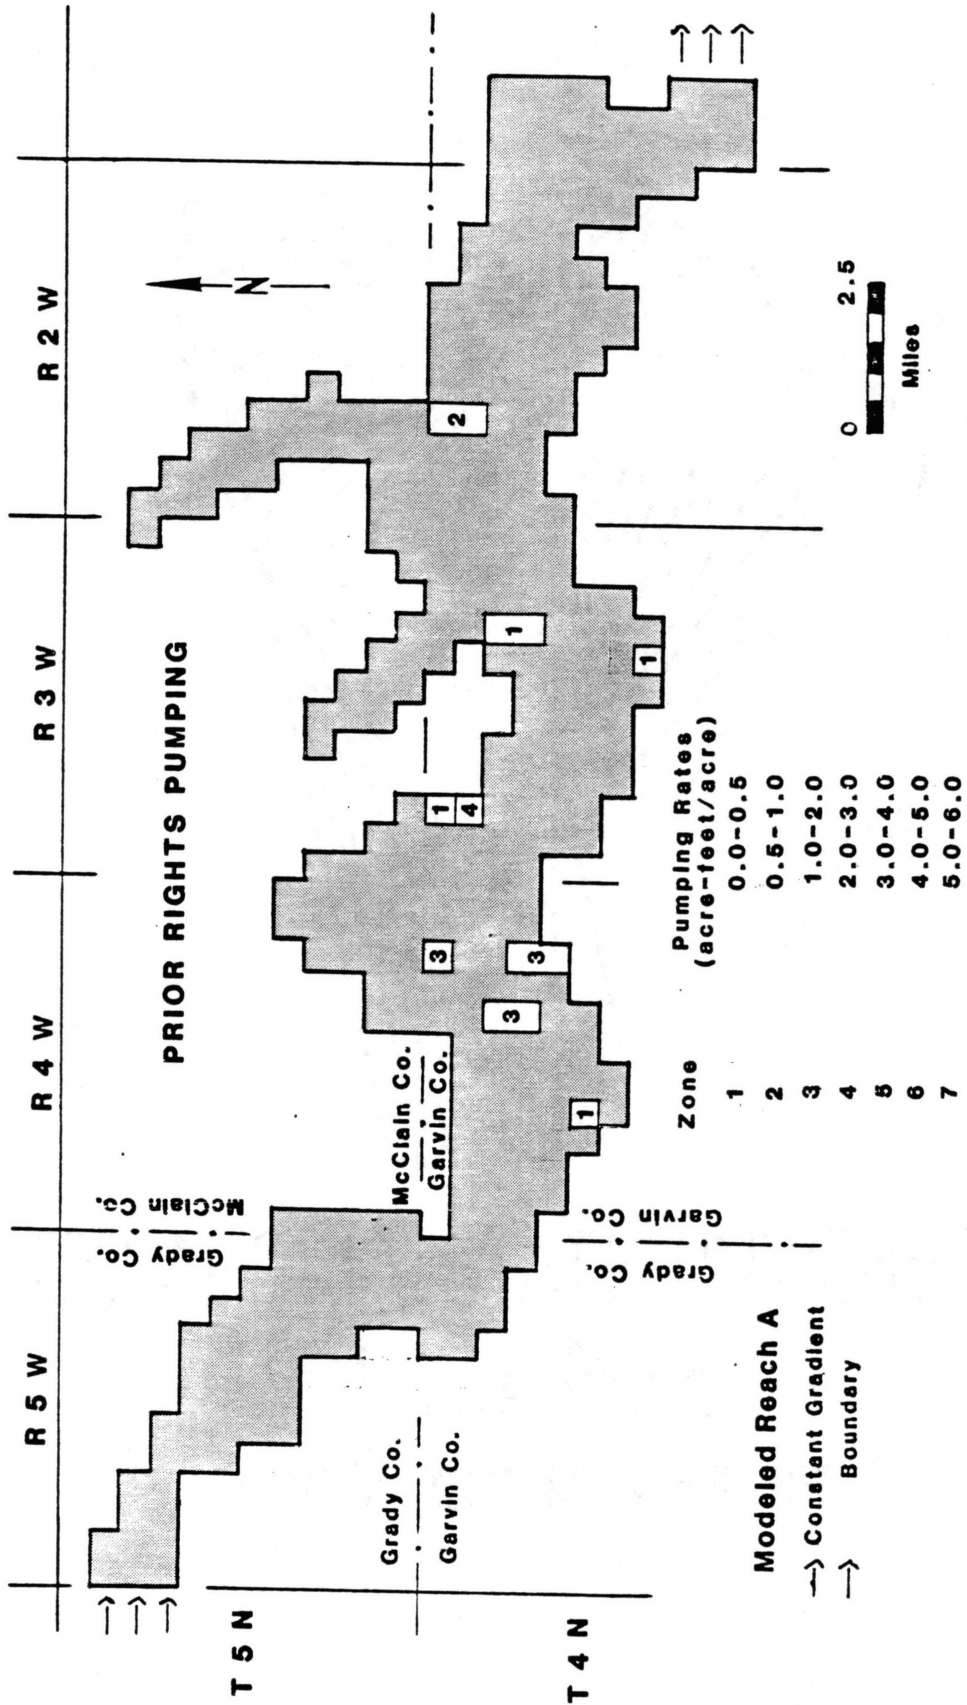 R 5 W
R 4 W
R 3 W
R 2 W
PRIOR RIGHTS PUMPING
N
T 5 N
T 4 N
Grady Co.
McClain Co.
Grady Co.
Garvin Co.
McClain Co.
Garvin Co.
Grady Co.
Garvin Co.
1
3
3
3
1
4
1
1
2
Modeled Reach A
Constant Gradient
Boundary
Zone
Pumping Rates
(acre-feet/acre)
1 0.0-0.5
2 0.5-1.0
3 1.0-2.0
4 2.0-3.0
5 3.0-4.0
6 4.0-5.0
7 5.0-6.0
0 2.5
Miles